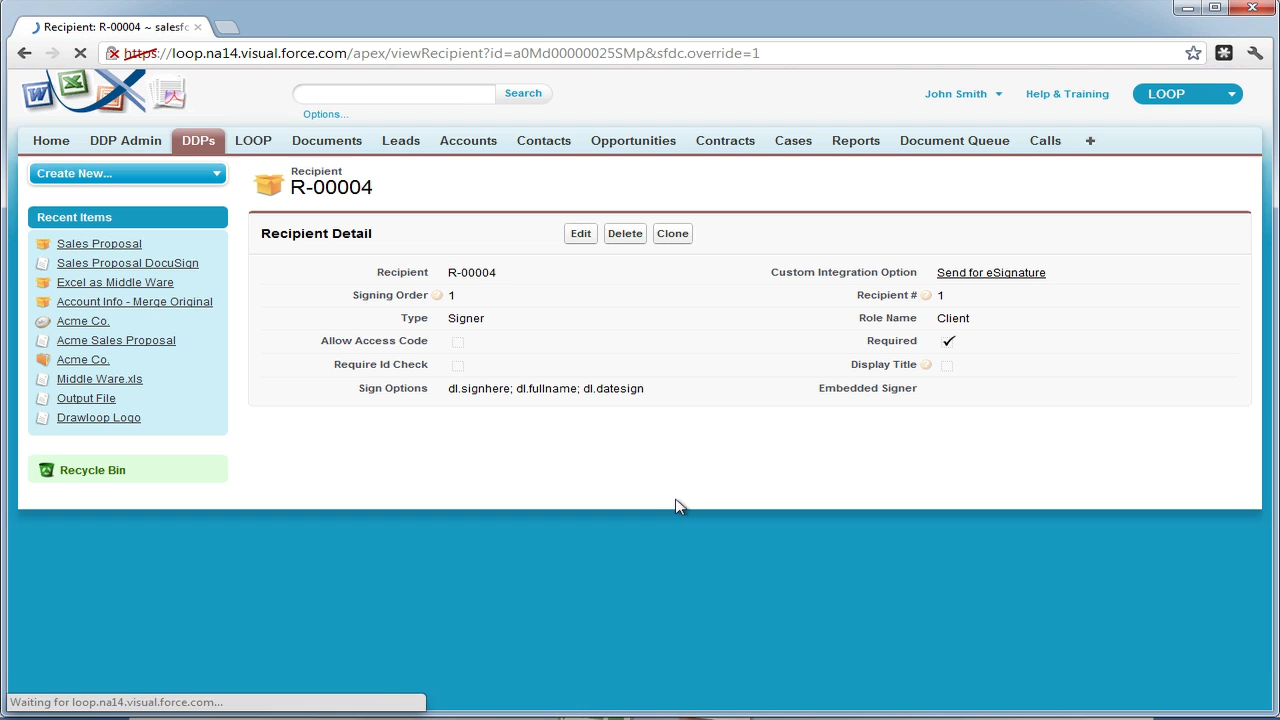 Recipient: R-00004 ~ salesfc
https://loop.na14.visual.force.com/apex/viewRecipient?id=a0Md00000025SMp&sfdc.override=1
Search
Options...
John Smith
Help & Training
LOOP
Home DDP Admin DDPs LOOP Documents Leads Accounts Contacts Opportunities Contracts Cases Reports Document Queue Calls +
Create New...
Recent Items
Sales Proposal
Sales Proposal DocuSign
Excel as Middle Ware
Account Info - Merge Original
Acme Co.
Acme Sales Proposal
Acme Co.
Middle Ware.xls
Output File
Drawloop Logo
Recycle Bin
Recipient
R-00004
Recipient Detail Edit Delete Clone
Recipient R-00004 Custom Integration Option Send for eSignature
Signing Order 1 Recipient # 1
Type Signer Role Name Client
Allow Access Code Required
Require Id Check Display Title
Sign Options dl.signhere; dl.fullname; dl.datesign Embedded Signer
Waiting for loop.na14.visual.force.com...